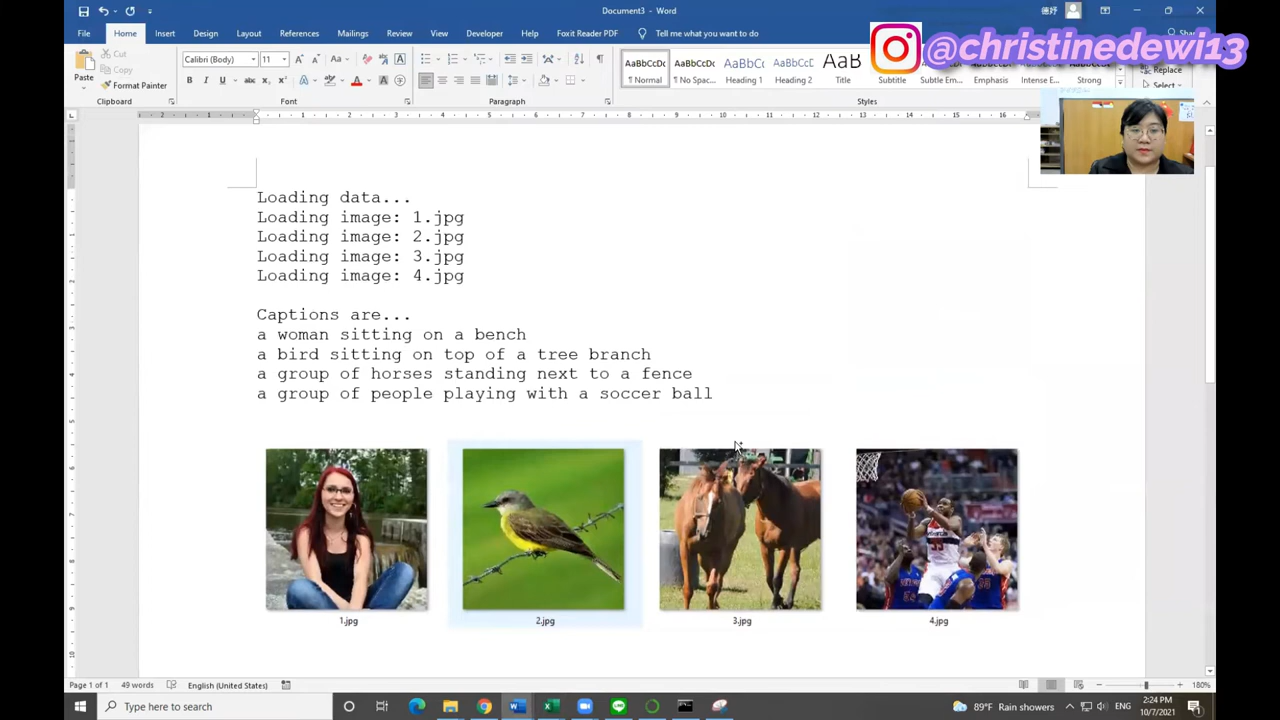 Document3 - Word
德妤
File Home Insert Design Layout References Mailings Review View Developer Help Foxit Reader PDF Tell me what you want to do
@christinedewi13
Paste
Cut
Copy
Format Painter
Calibri (Body) 11
AaBbCcDc AaBbCcDc AaBbCc AaBbCcC AaB
¶ Normal ¶ No Spac... Heading 1 Heading 2 Title Subtitle Subtle Em... Emphasis Intense E... Strong
Replace
Select
Clipboard Font Paragraph Styles
Loading data...
Loading image: 1.jpg
Loading image: 2.jpg
Loading image: 3.jpg
Loading image: 4.jpg
Captions are...
a woman sitting on a bench
a bird sitting on top of a tree branch
a group of horses standing next to a fence
a group of people playing with a soccer ball
1.jpg 2.jpg 3.jpg 4.jpg
Page 1 of 1 49 words English (United States) 180%
Type here to search
89°F Rain showers ENG 2:24 PM
10/7/2021